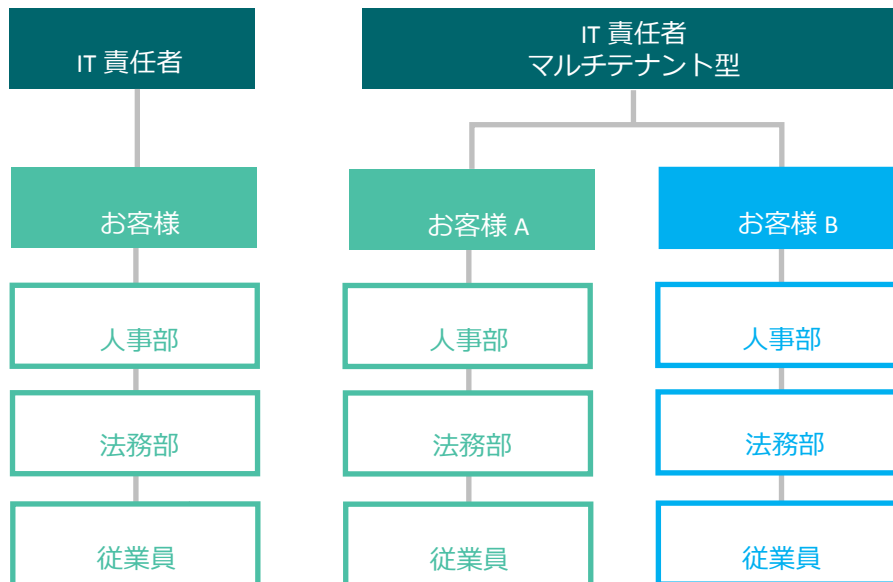 IT 責任者
IT 責任者
マルチテナント型
お客様
お客様 A
お客様 B
人事部
人事部
人事部
法務部
法務部
法務部
従業員
従業員
従業員